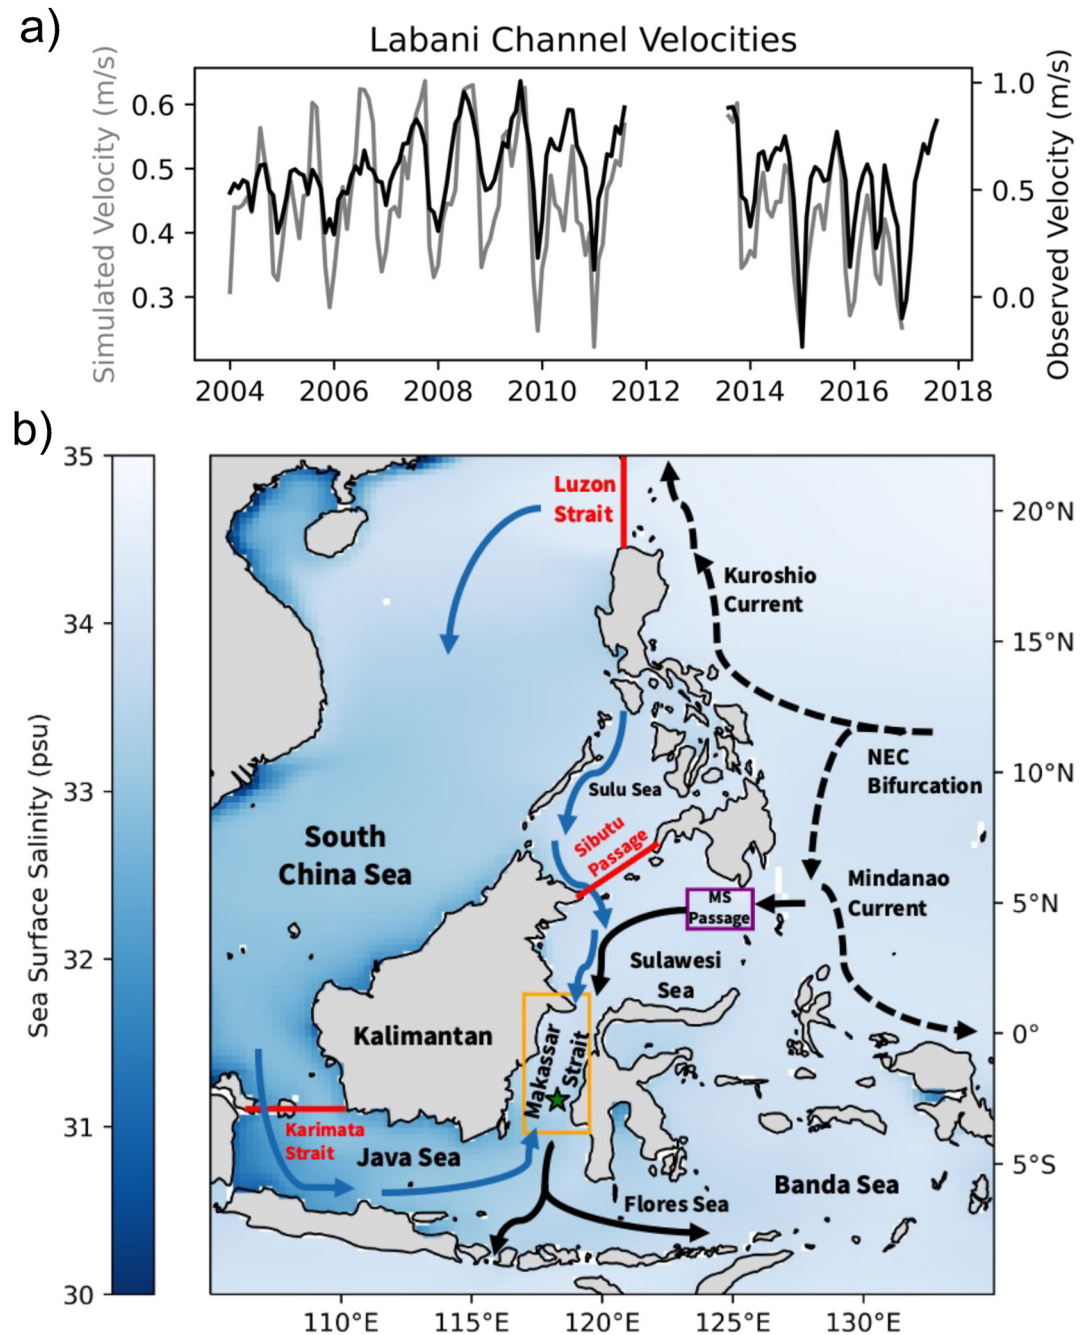 a)
Labani Channel Velocities
Simulated Velocity (m/s)
0.6
0.5
0.4
0.3
1.0
0.5
0.0
Observed Velocity (m/s)
2004
2006
2008
2010
2012
2014
2016
2018
b)
Sea Surface Salinity (psu)
35
34
33
32
31
30
Luzon
Strait
Kuroshio
Current
NEC
Bifurcation
Sulu Sea
Sibutu
Passage
South
China Sea
MS
Passage
Mindanao
Current
Sulawesi
Sea
Kalimantan
Makassar
Strait
Karimata
Strait
Java Sea
Flores Sea
Banda Sea
20°N
15°N
10°N
5°N
0°
5°S
110°E
115°E
120°E
125°E
130°E